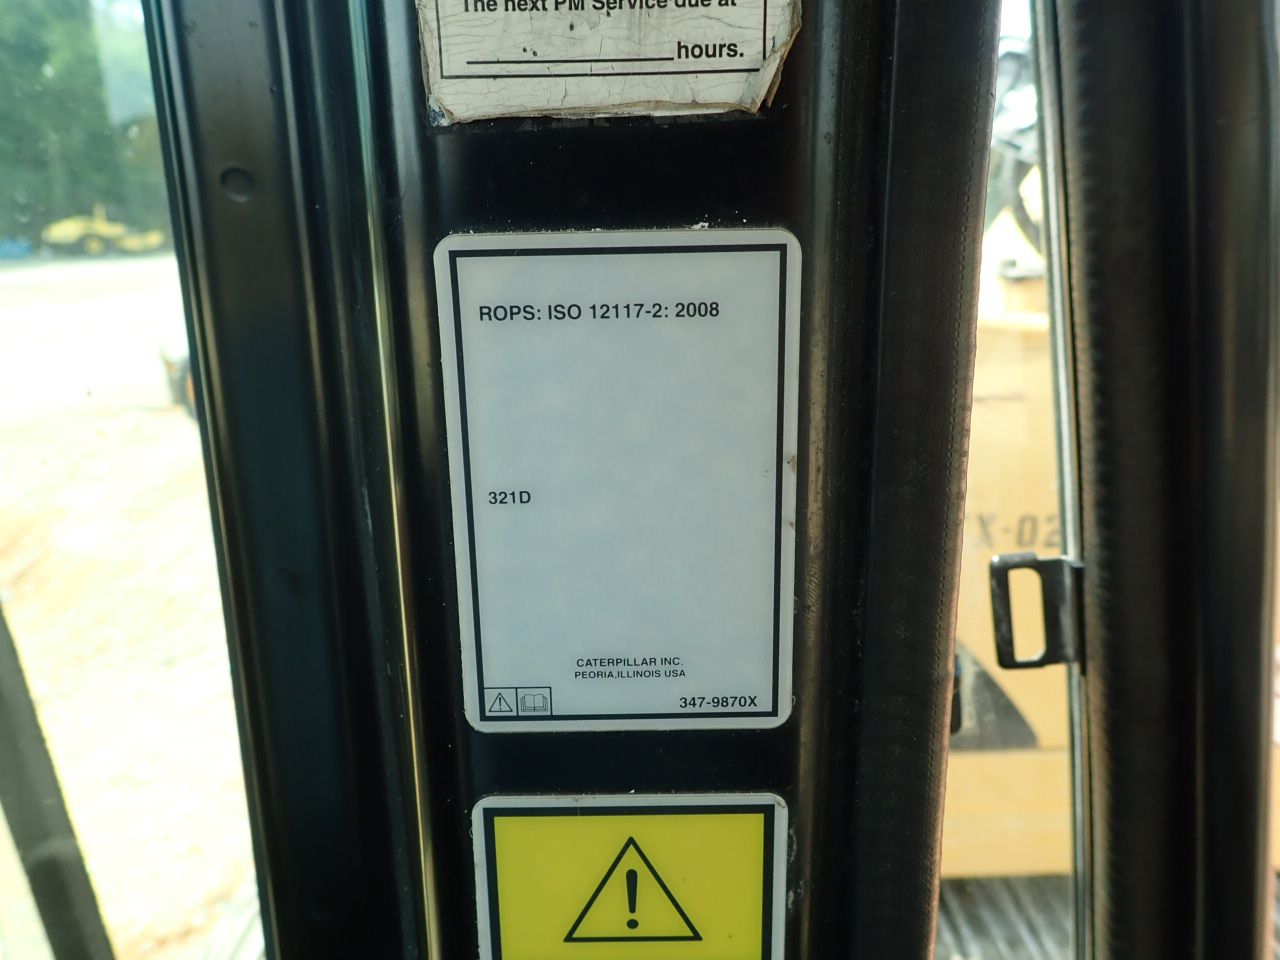 The next PM Service due at
hours.
ROPS: ISO 12117-2: 2008
321D
CATERPILLAR INC.
PEORIA,ILLINOIS USA
347-9870X
X-02